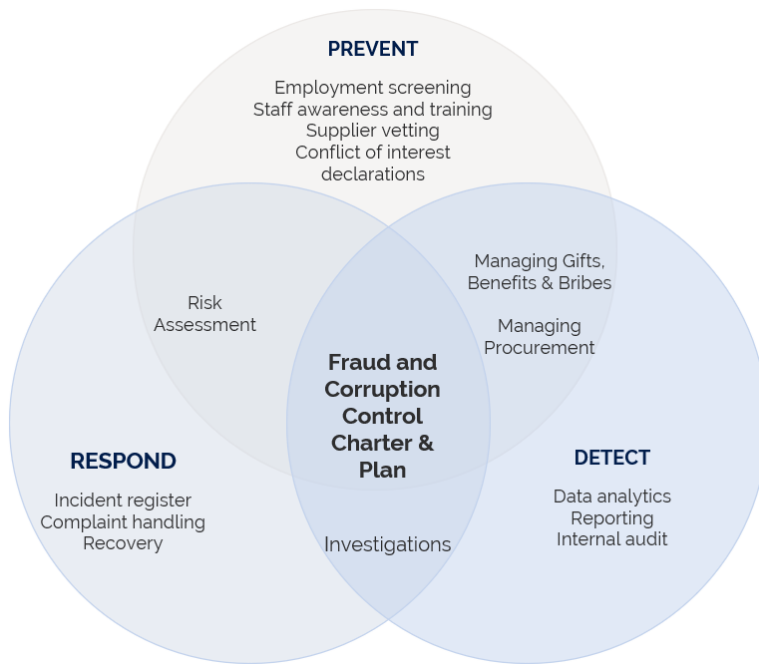 PREVENT
Employment screening
Staff awareness and training
Supplier vetting
Conflict of interest
declarations
Managing Gifts,
Benefits & Bribes
Managing
Procurement
Risk
Assessment
Fraud and
Corruption
Control
Charter &
Plan
RESPOND
Incident register
Complaint handling
Recovery
DETECT
Data analytics
Reporting
Internal audit
Investigations